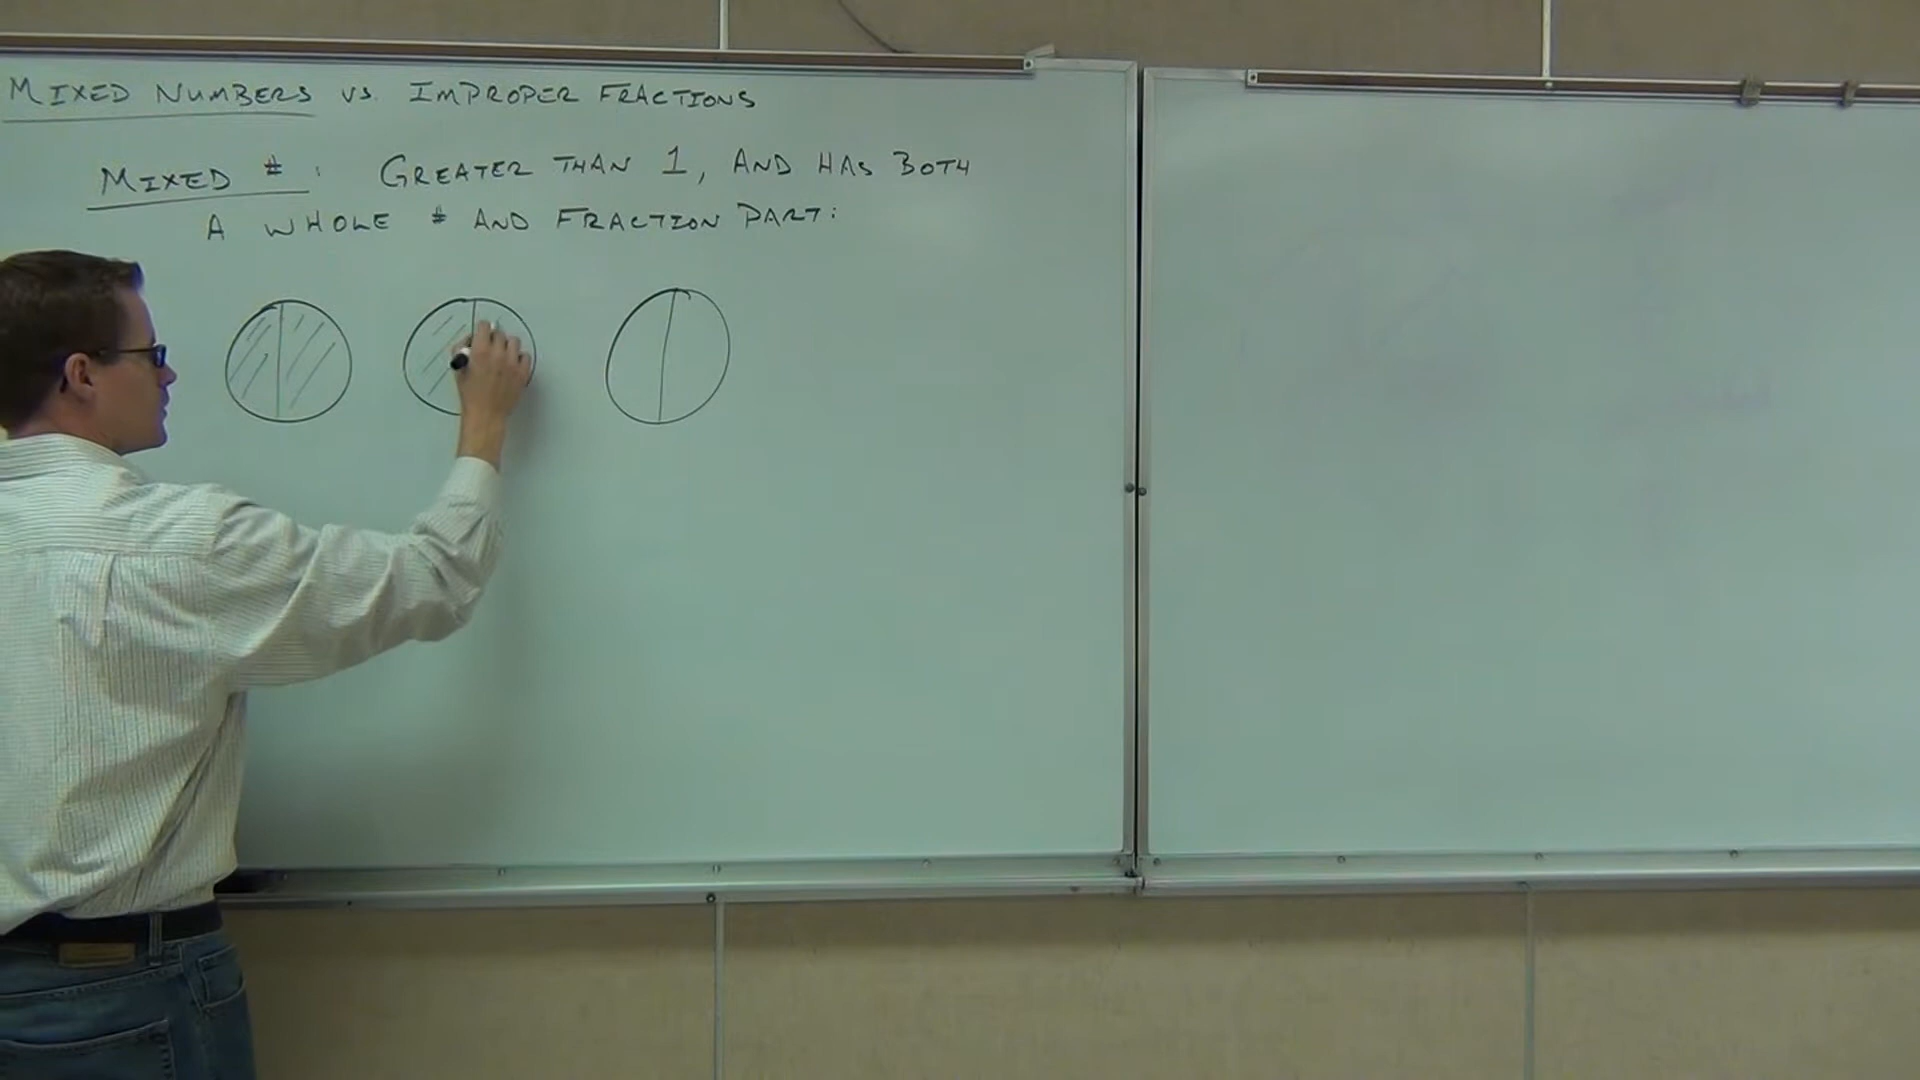 MIXED NUMBERS VS. IMPROPER FRACTIONS
MIXED #: GREATER THAN 1, AND HAS BOTH
A WHOLE # AND FRACTION PART: